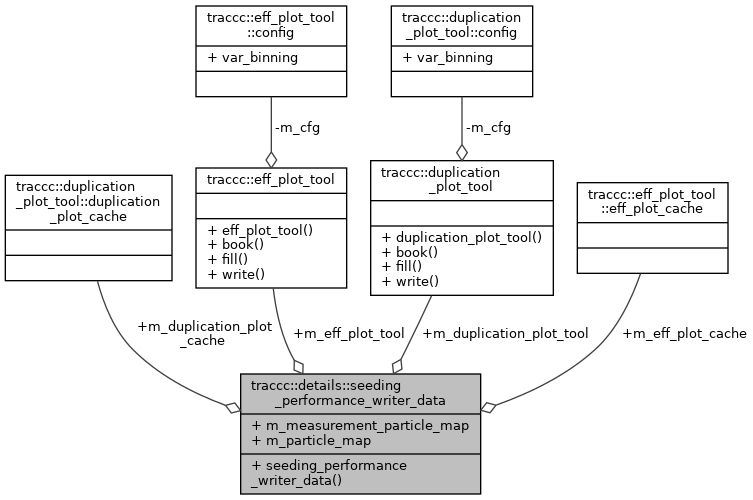 traccc::eff_plot_tool
::config
+ var_binning
traccc::duplication
_plot_tool::config
+ var_binning
-m_cfg
-m_cfg
traccc::duplication
_plot_tool::duplication
_plot_cache
traccc::eff_plot_tool
+ eff_plot_tool()
+ book()
+ fill()
+ write()
traccc::duplication
_plot_tool
+ duplication_plot_tool()
+ book()
+ fill()
+ write()
traccc::eff_plot_tool
::eff_plot_cache
+m_duplication_plot
_cache
+m_eff_plot_tool
+m_duplication_plot_tool
+m_eff_plot_cache
traccc::details::seeding
_performance_writer_data
+ m_measurement_particle_map
+ m_particle_map
+ seeding_performance
_writer_data()